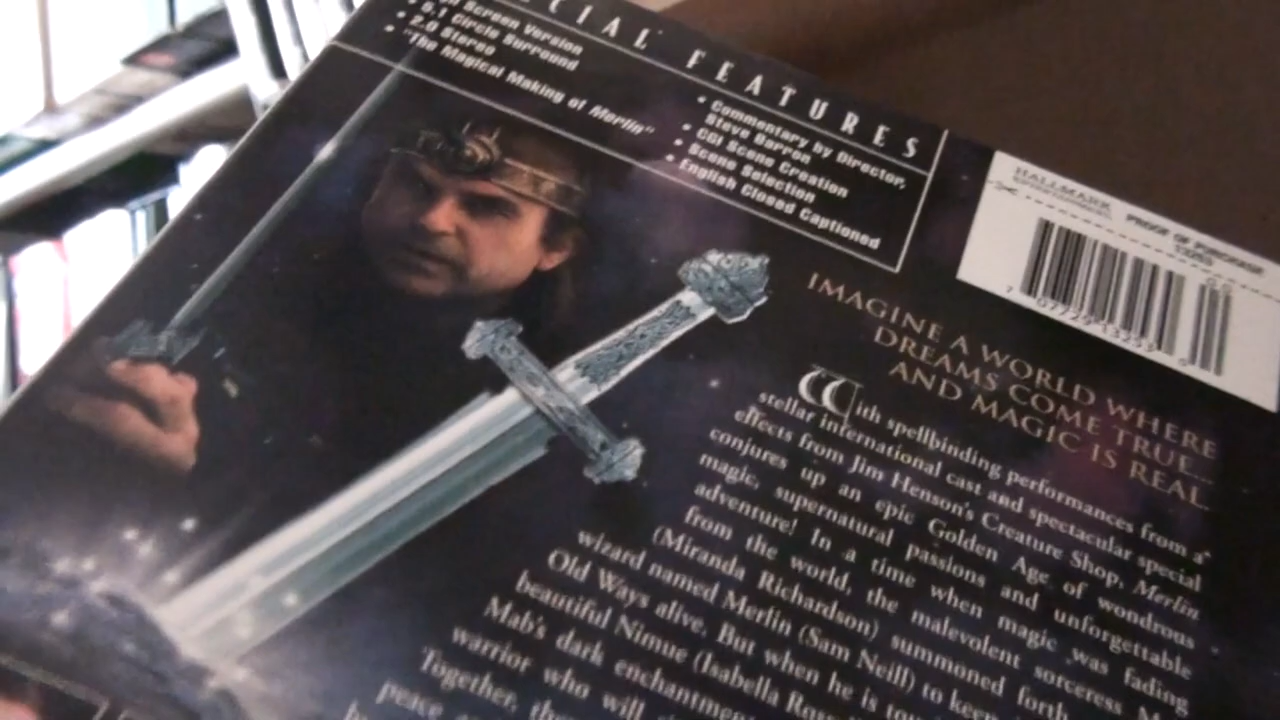 SPECIAL FEATURES
Screen Version
• 5.1 Circle Surround
• 2.0 Stereo
• "The Magical Making of Merlin"
• Commentary by Director,
Steve Barron
• CGI Scene Creation
• Scene Selection
• English Closed Captioned
HALLMARK
ENTERTAINMENT
PROOF OF PURCHASE
IMAGINE A WORLD WHERE
DREAMS COME TRUE...
AND MAGIC IS REAL.
With spellbinding performances from a
stellar international cast and spectacular special
effects from Jim Henson's Creature Shop, Merlin
conjures up an epic Golden Age of wondrous
magic, supernatural passions and unforgettable
adventure! In a time when magic was fading
from the world, the malevolent sorceress
(Miranda Richardson) summoned forth
wizard named Merlin (Sam Neill) to keep
Old Ways alive. But when he is
beautiful Nimue (Isabella
Mab's dark
warrior who will
Together,
peace